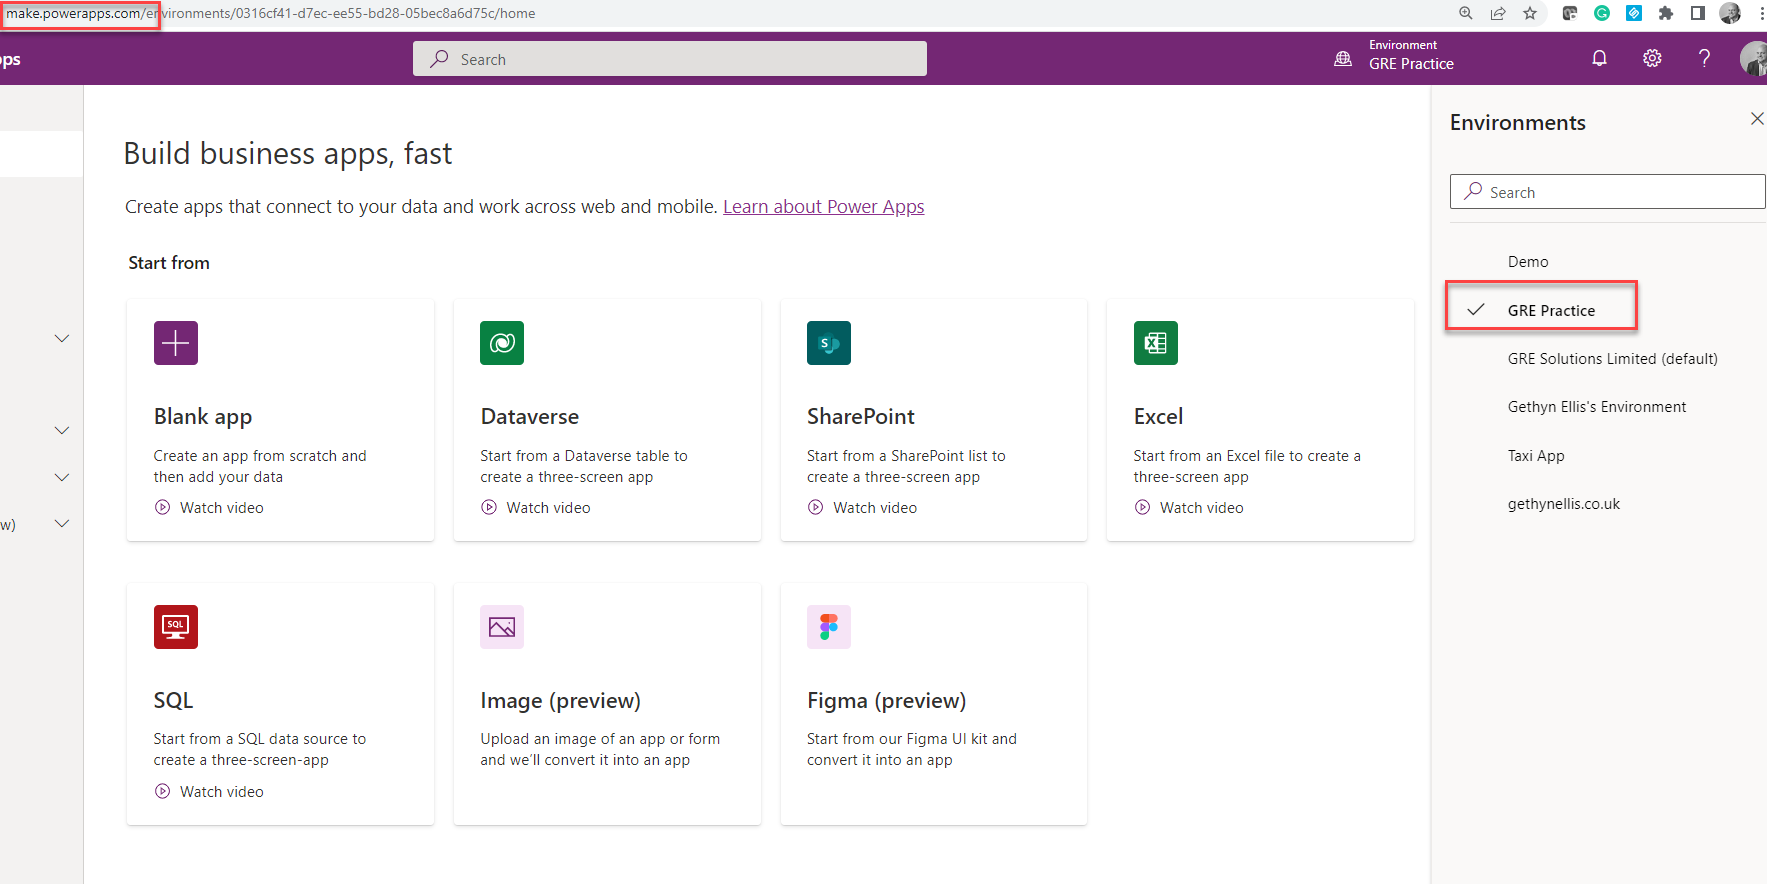 make.powerapps.com/environments/0316cf41-d7ec-ee55-bd28-05bec8a6d75c/home
ps
Search
Environment
GRE Practice
?
Build business apps, fast
Create apps that connect to your data and work across web and mobile. Learn about Power Apps
Start from
Blank app
Create an app from scratch and
then add your data
Watch video
Dataverse
Start from a Dataverse table to
create a three-screen app
Watch video
S
SharePoint
Start from a SharePoint list to
create a three-screen app
Watch video
X
Excel
Start from an Excel file to create a
three-screen app
Watch video
w)
SQL
SQL
Start from a SQL data source to
create a three-screen-app
Watch video
Image (preview)
Upload an image of an app or form
and we'll convert it into an app
Figma (preview)
Start from our Figma UI kit and
convert it into an app
Environments
Search
Demo
GRE Practice
GRE Solutions Limited (default)
Gethyn Ellis's Environment
Taxi App
gethynellis.co.uk